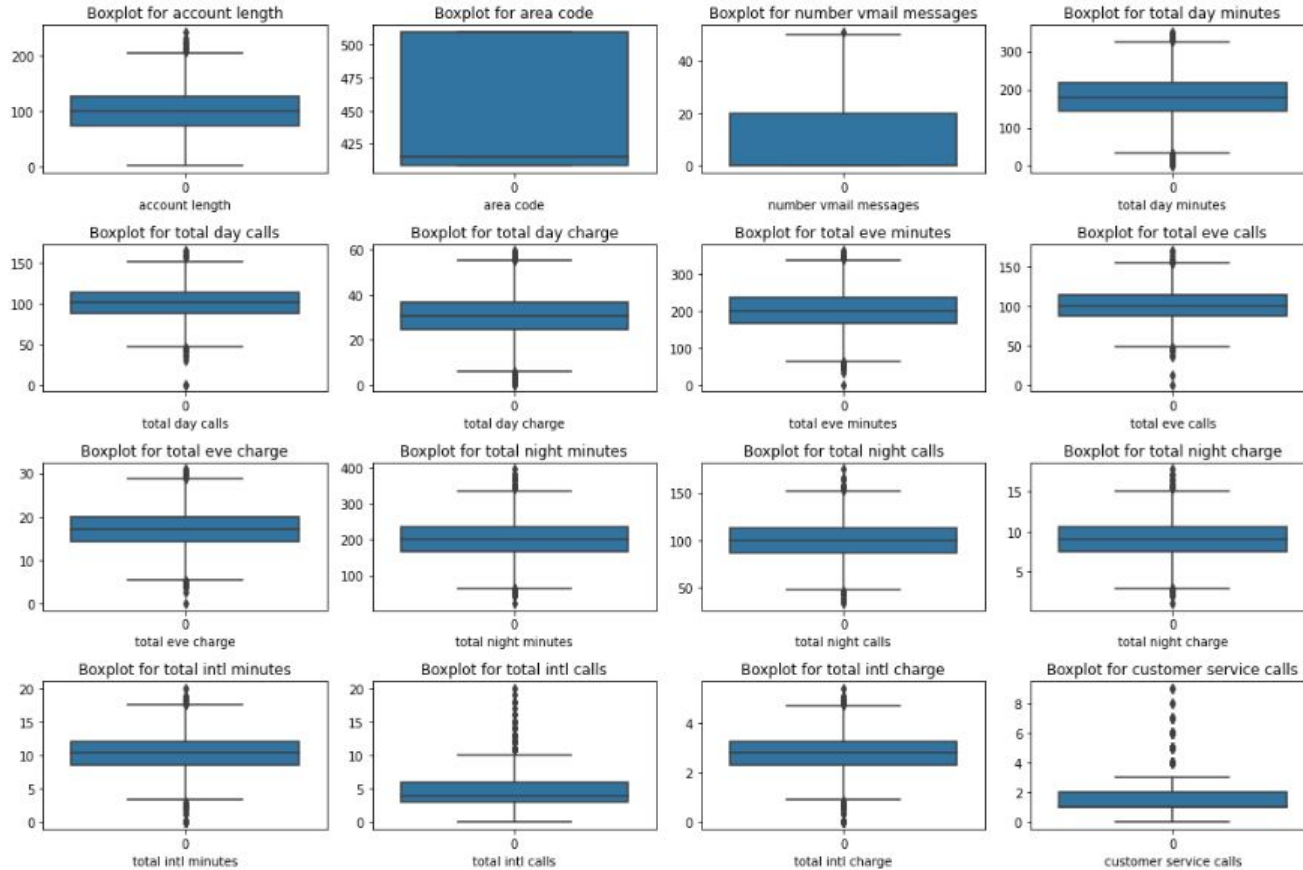 Boxplot for account length
200
100
0
0
account length
Boxplot for area code
500
475
450
425
0
area code
Boxplot for number vmail messages
40
20
0
0
number vmail messages
Boxplot for total day minutes
300
200
100
0
0
total day minutes
Boxplot for total day calls
150
100
50
0
0
total day calls
Boxplot for total day charge
60
40
20
0
0
total day charge
Boxplot for total eve minutes
300
200
100
0
0
total eve minutes
Boxplot for total eve calls
150
100
50
0
0
total eve calls
Boxplot for total eve charge
30
20
10
0
0
total eve charge
Boxplot for total night minutes
400
300
200
100
0
total night minutes
Boxplot for total night calls
150
100
50
0
total night calls
Boxplot for total night charge
15
10
5
0
total night charge
Boxplot for total intl minutes
20
15
10
5
0
0
total intl minutes
Boxplot for total intl calls
20
15
10
5
0
0
total intl calls
Boxplot for total intl charge
4
2
0
0
total intl charge
Boxplot for customer service calls
8
6
4
2
0
0
customer service calls